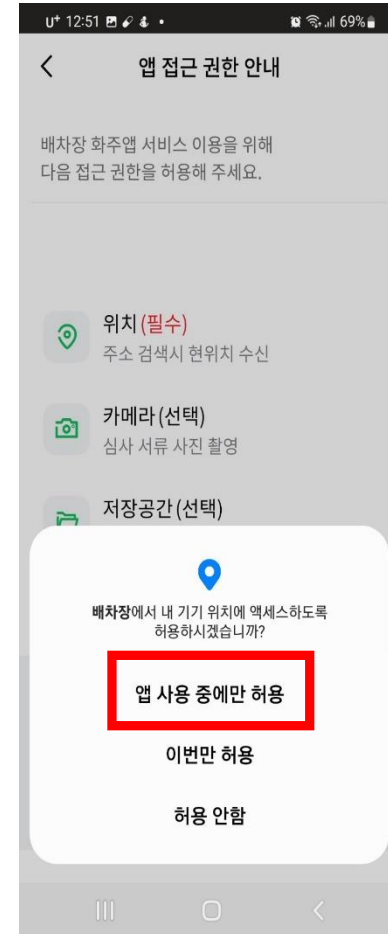 U+ 12:51
69%
앱 접근 권한 안내
배차장 화주앱 서비스 이용을 위해
다음 접근 권한을 허용해 주세요.
위치 (필수)
주소 검색시 현위치 수신
카메라 (선택)
심사 서류 사진 촬영
저장공간 (선택)
배차장에서 내 기기 위치에 액세스하도록
허용하시겠습니까?
앱 사용 중에만 허용
이번만 허용
허용 안함